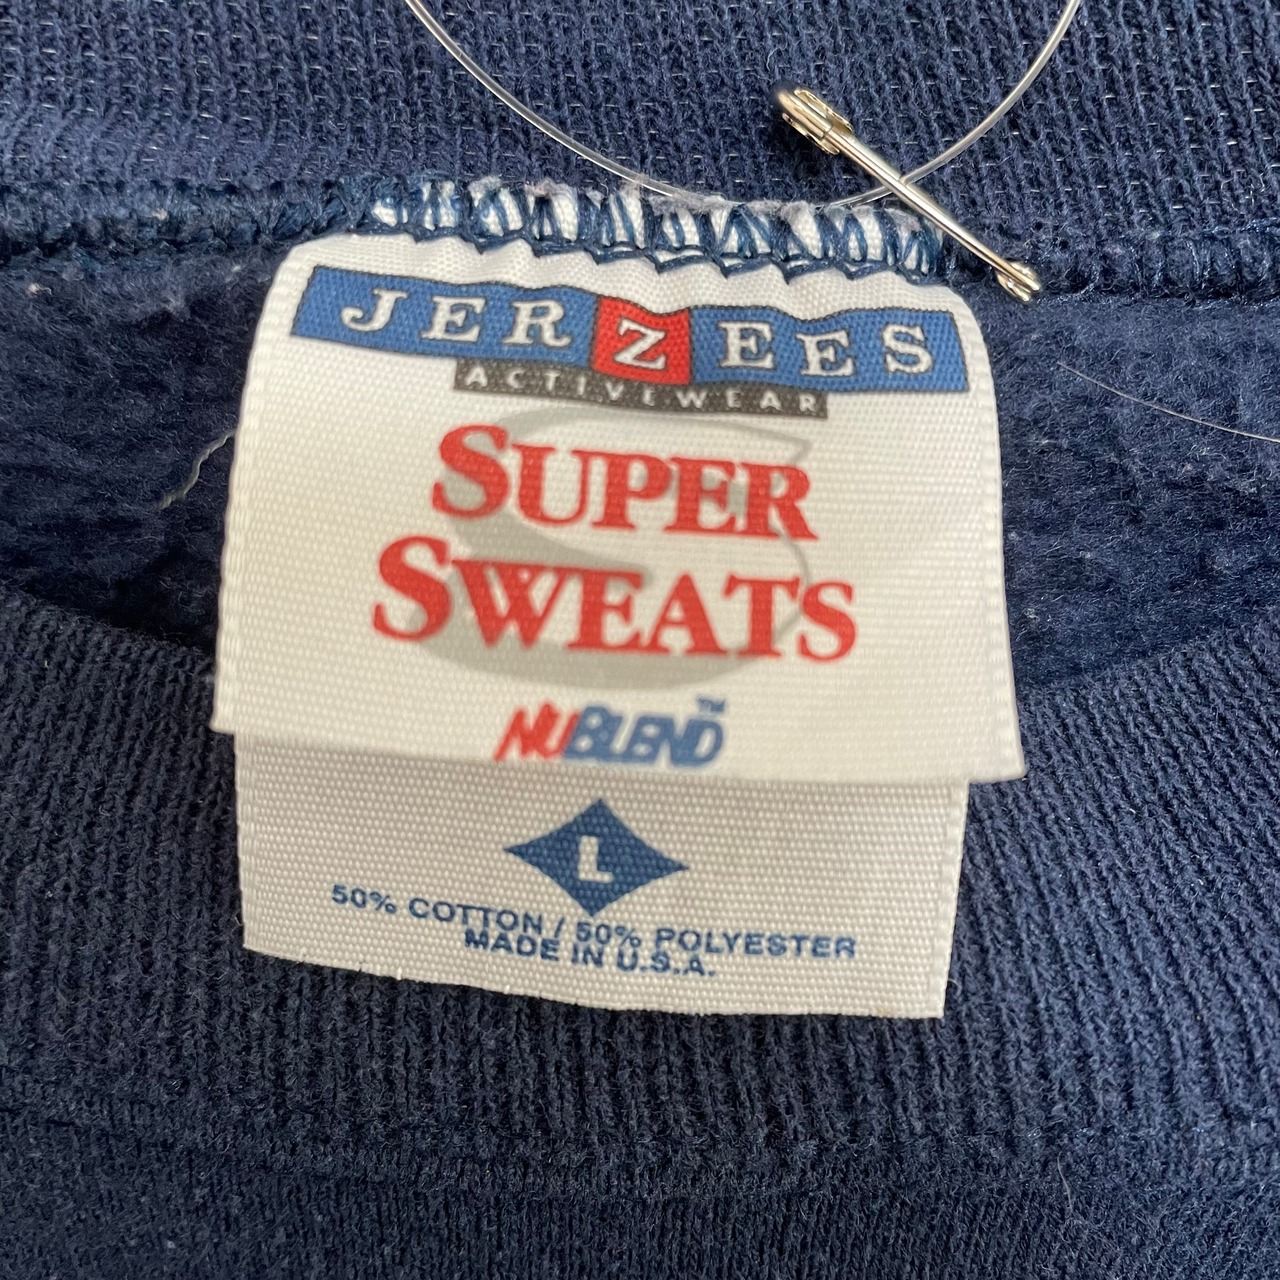 JERZEES
ACTIVEWEAR
SUPER
SWEATS
NUBLEND™
L
50% COTTON / 50% POLYESTER
MADE IN U.S.A.